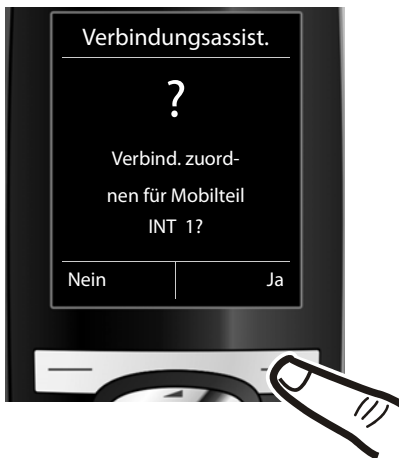 Verbindungsassist.
?
Verbind. zuord-
nen für Mobilteil
INT 1?
Nein Ja